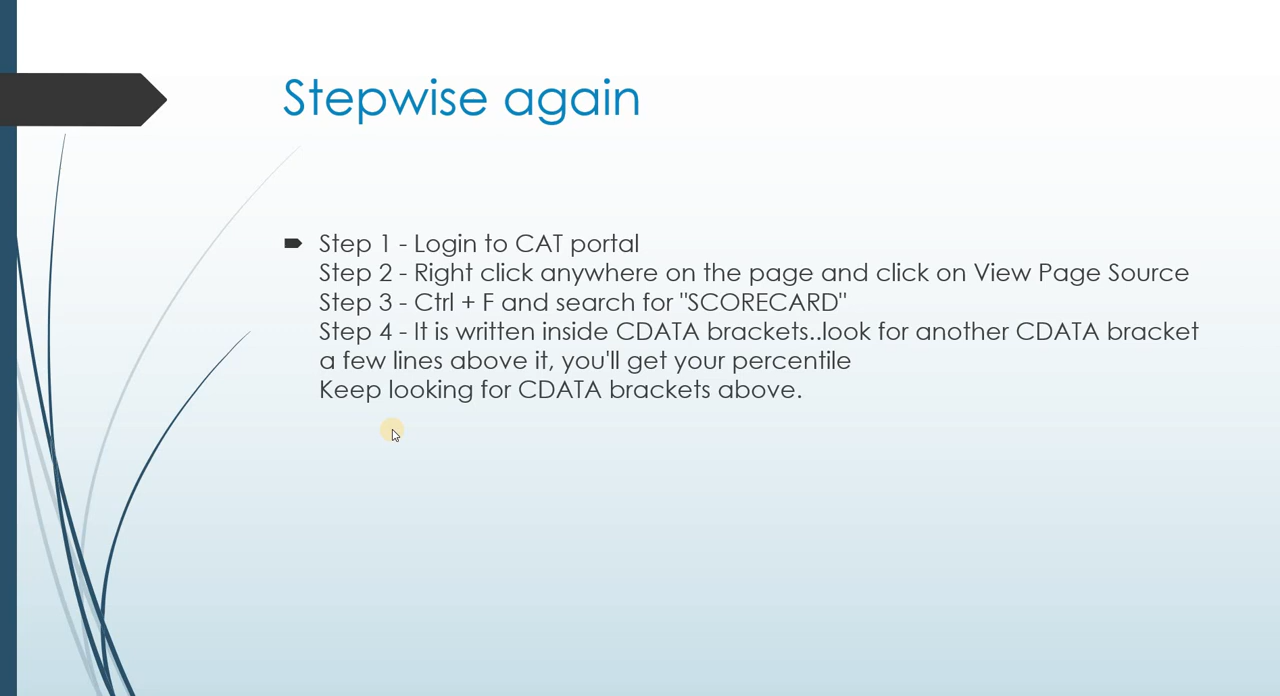 Stepwise again
Step 1 - Login to CAT portal
Step 2 - Right click anywhere on the page and click on View Page Source
Step 3 - Ctrl + F and search for "SCORECARD"
Step 4 - It is written inside CDATA brackets..look for another CDATA bracket
a few lines above it, you'll get your percentile
Keep looking for CDATA brackets above.